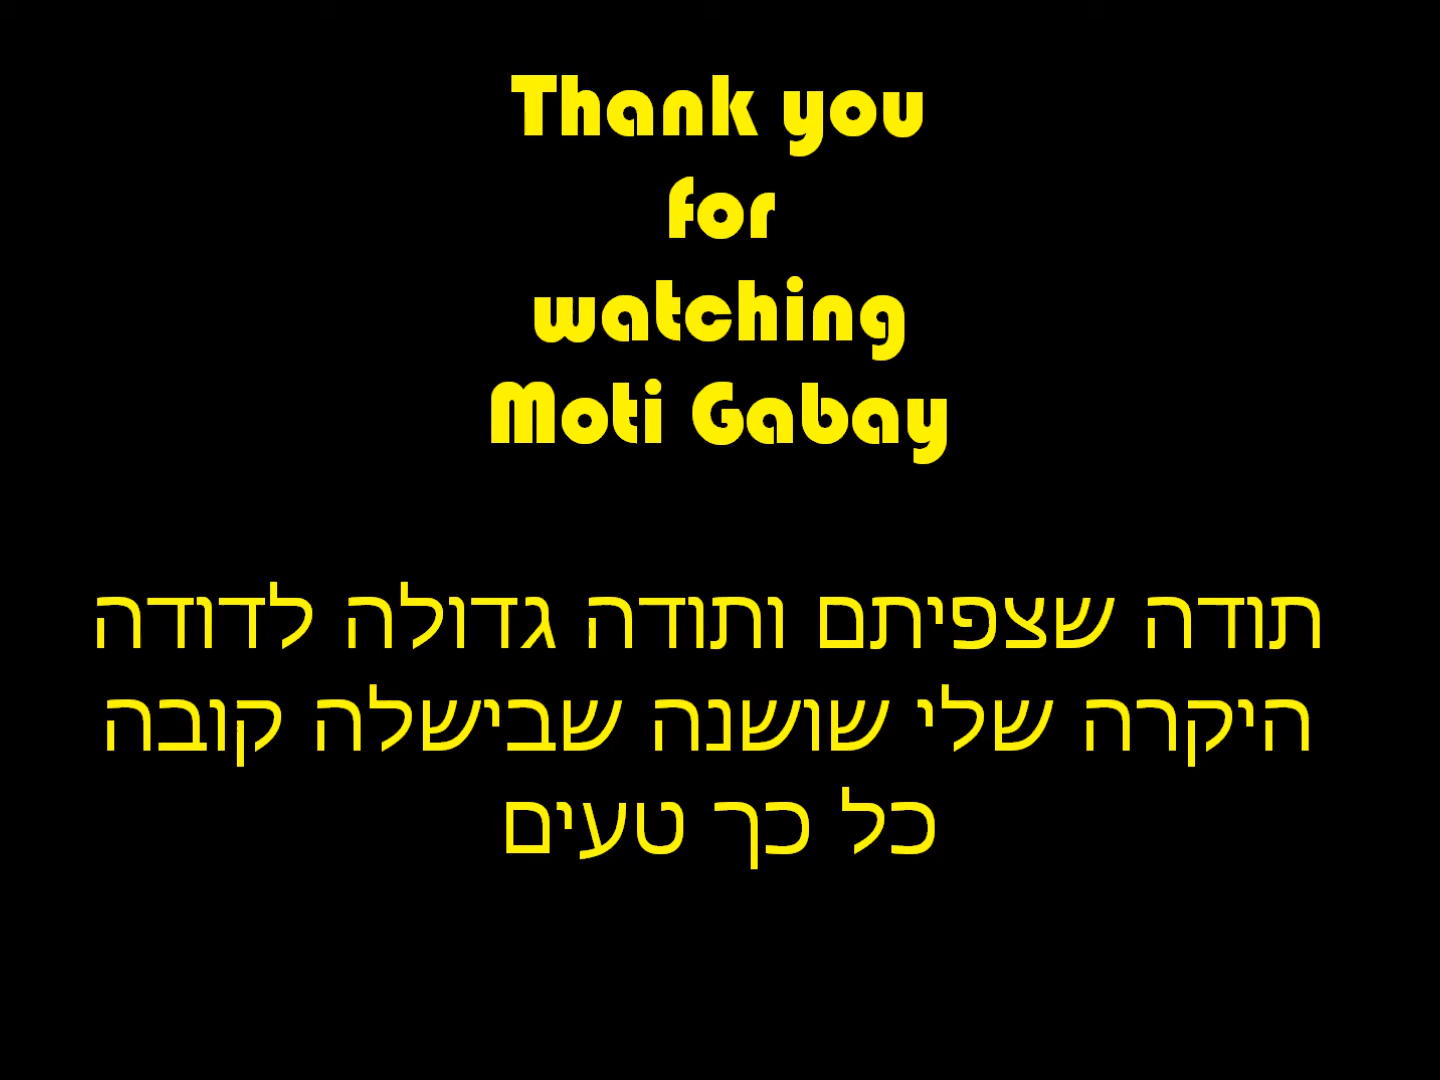 Thank you
for
watching
Moti Gabay
תודה שצפיתם ותודה גדולה לדודה
היקרה שלי שושנה שבישלה קובה
כל כך טעים